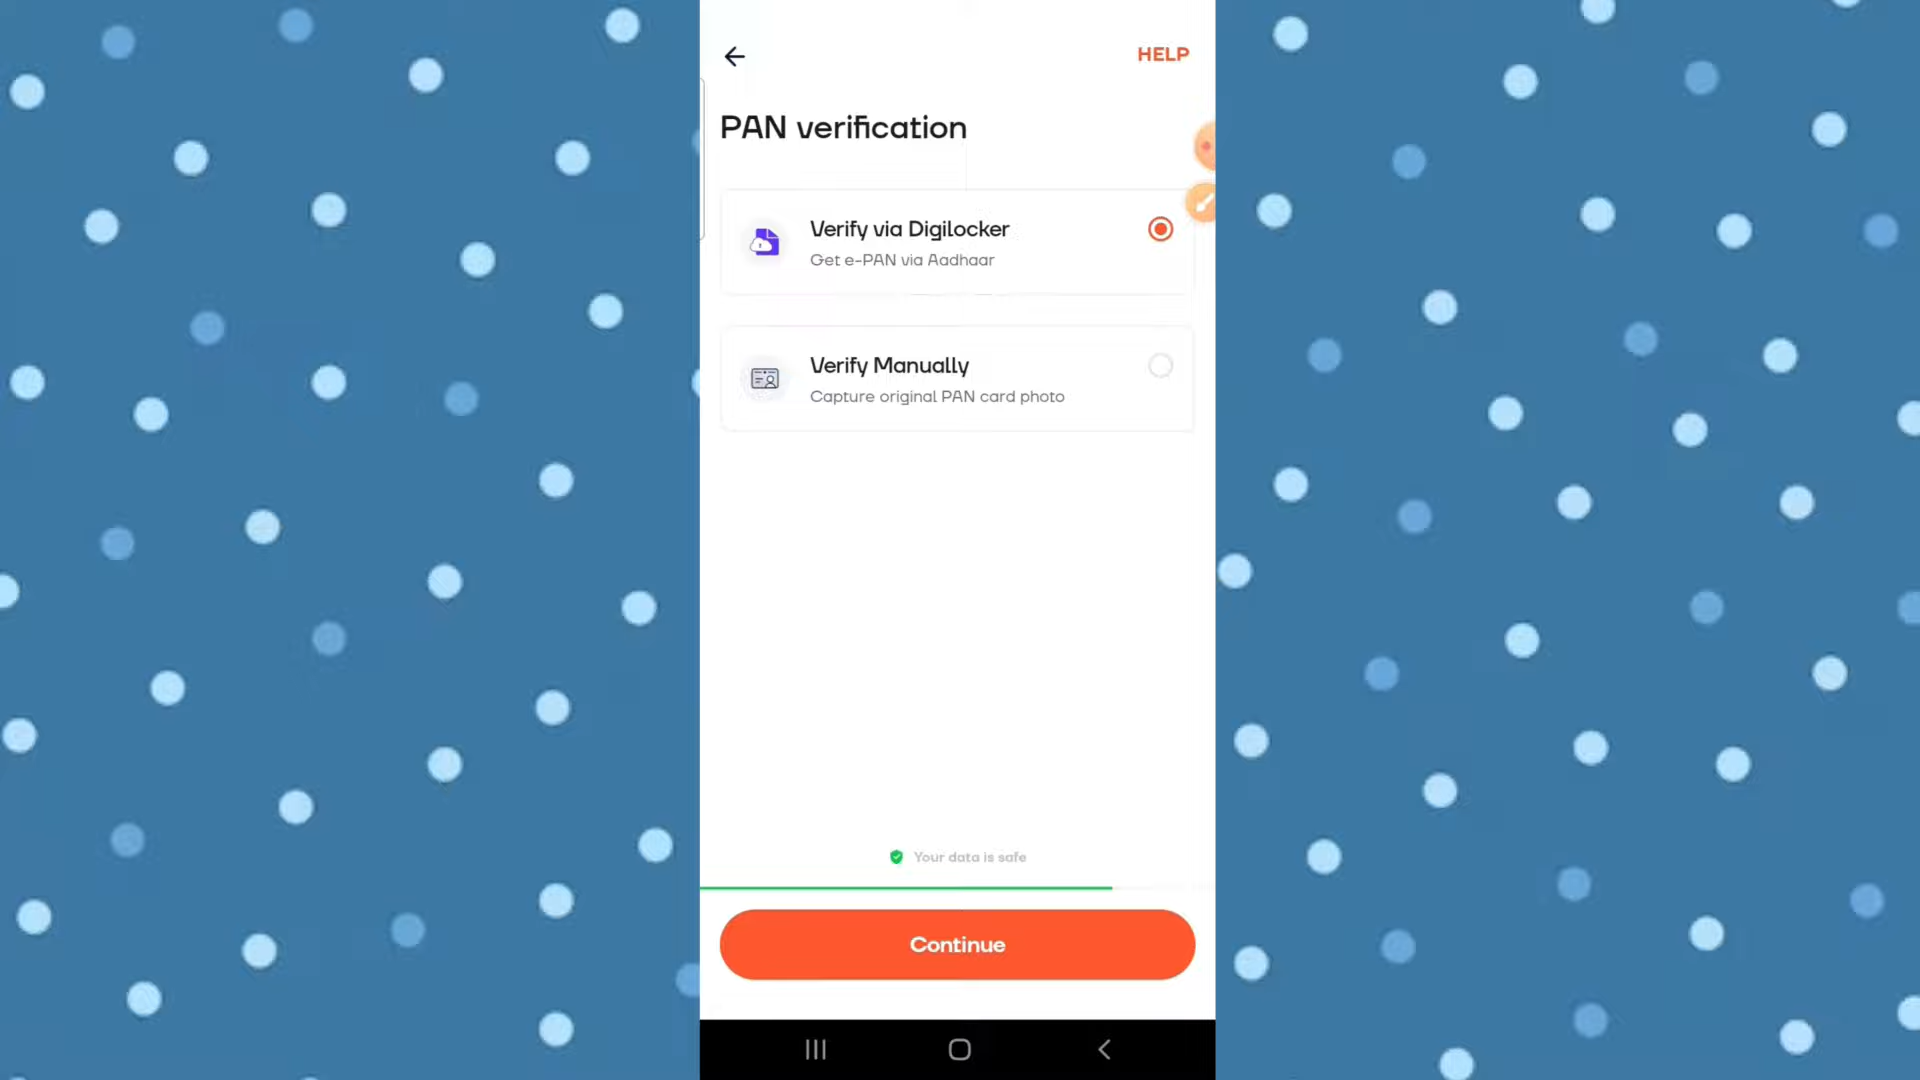 HELP
PAN verification
Verify via Digilocker
Get e-PAN via Aadhaar
Verify Manually
Capture original PAN card photo
Your data is safe
Continue